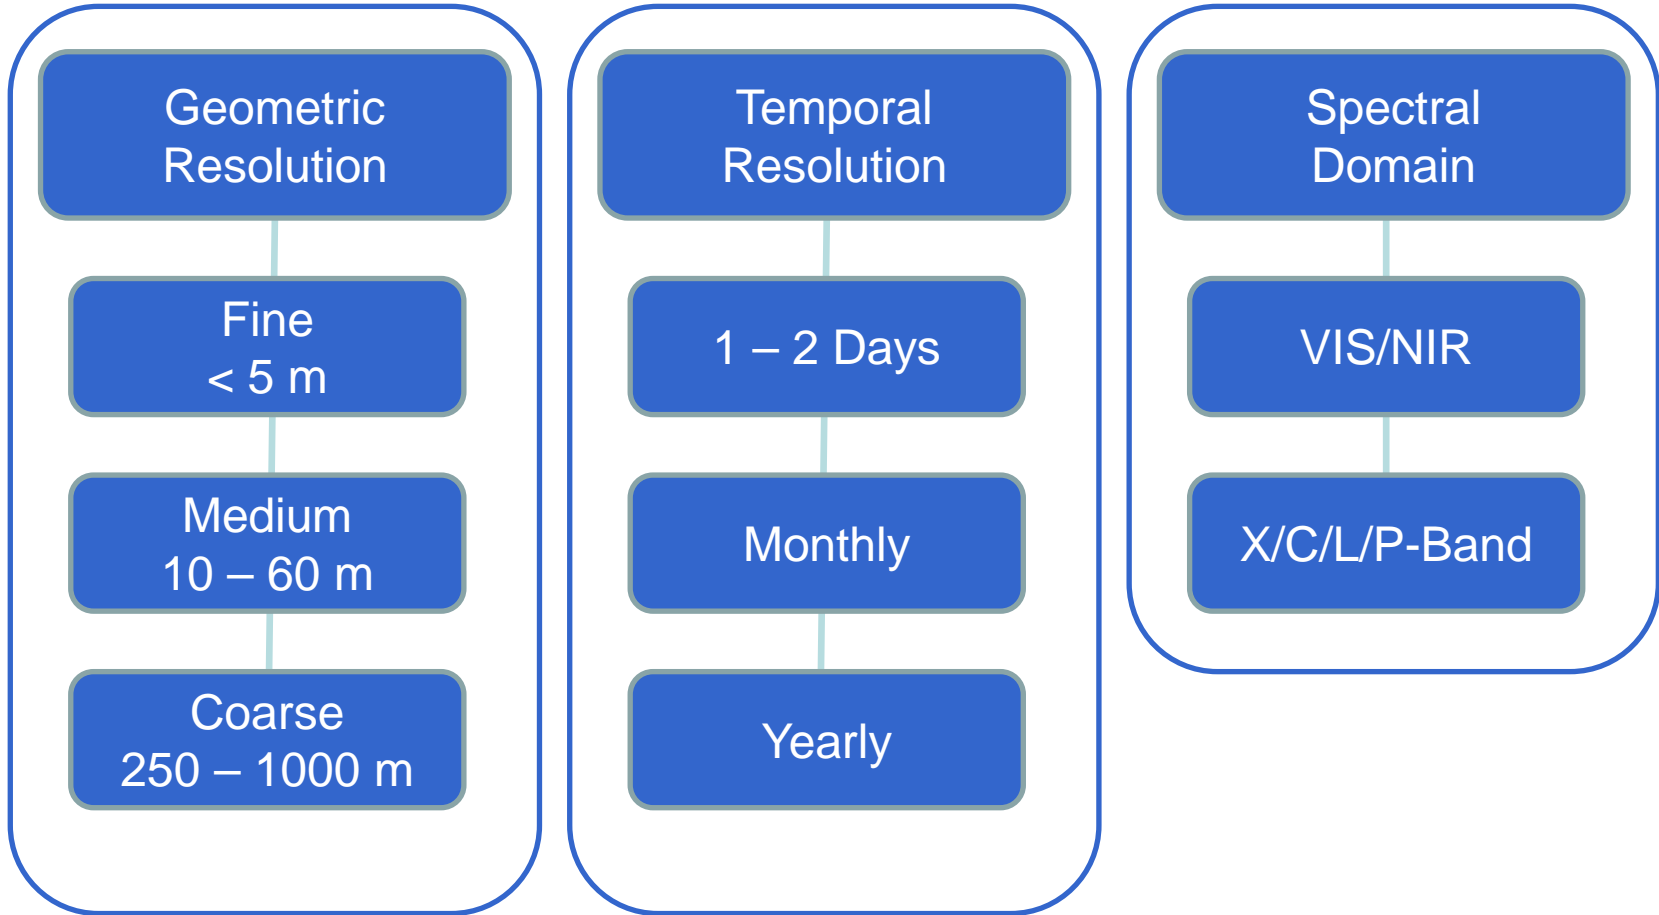 Geometric
Resolution
Fine
< 5 m
Medium
10 – 60 m
Coarse
250 – 1000 m
Temporal
Resolution
1 – 2 Days
Monthly
Yearly
Spectral
Domain
VIS/NIR
X/C/L/P-Band